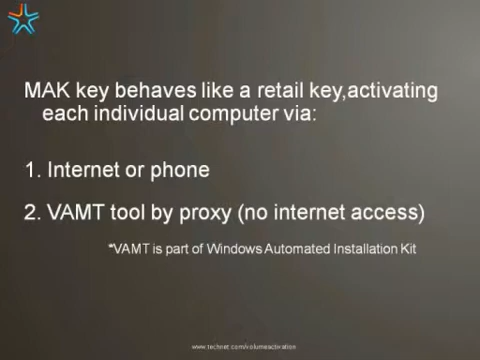 MAK key behaves like a retail key,activating
each individual computer via:
1. Internet or phone
2. VAMT tool by proxy (no internet access)
*VAMT is part of Windows Automated Installation Kit
www.technet.com/volumeactivation